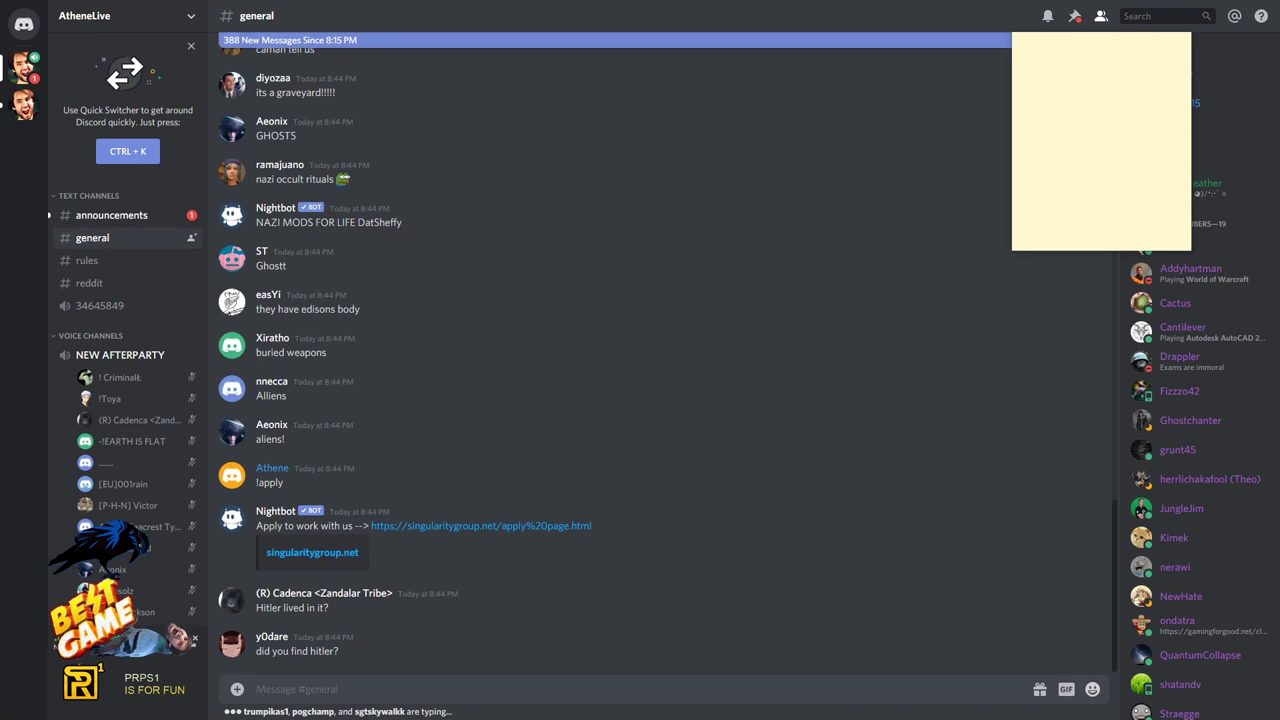 AtheneLive
# general
Search
388 New Messages Since 8:15 PM
Use Quick Switcher to get around
Discord quickly. Just press:
CTRL + K
TEXT CHANNELS
# announcements 1
# general
# rules
# reddit
34645849
VOICE CHANNELS
NEW AFTERPARTY
! CriminalŁ
!Toya
(R) Cadenca <Zand...
-!EARTH IS FLAT
.......
[EU]001rain
[P-H-N] Victor
Aeonix
BEST
GAME
PRPS1
IS FOR FUN
carnan tell us
diyozaa Today at 8:44 PM
its a graveyard!!!!!
Aeonix Today at 8:44 PM
GHOSTS
ramajuano Today at 8:44 PM
nazi occult rituals
Nightbot BOT Today at 8:44 PM
NAZI MODS FOR LIFE DatSheffy
ST Today at 8:44 PM
Ghostt
easYi Today at 8:44 PM
they have edisons body
Xiratho Today at 8:44 PM
buried weapons
nnecca Today at 8:44 PM
Alliens
Aeonix Today at 8:44 PM
aliens!
Athene Today at 8:44 PM
!apply
Nightbot BOT Today at 8:44 PM
Apply to work with us --> https://singularitygroup.net/apply%20page.html
singularitygroup.net
(R) Cadenca <Zandalar Tribe> Today at 8:44 PM
Hitler lived in it?
y0dare Today at 8:44 PM
did you find hitler?
Message #general
GIF
trumpikas1, pogchamp, and sgtskywalkk are typing...
Addyhartman
Playing World of Warcraft
Cactus
Cantilever
Playing Autodesk AutoCAD 2...
Drappler
Exams are immoral
Fizzzo42
Ghostchanter
grunt45
herrlichakafool (Theo)
JungleJim
Kimek
nerawi
NewHate
ondatra
https://gamingforgood.net/cl...
QuantumCollapse
shatandv
Straegge